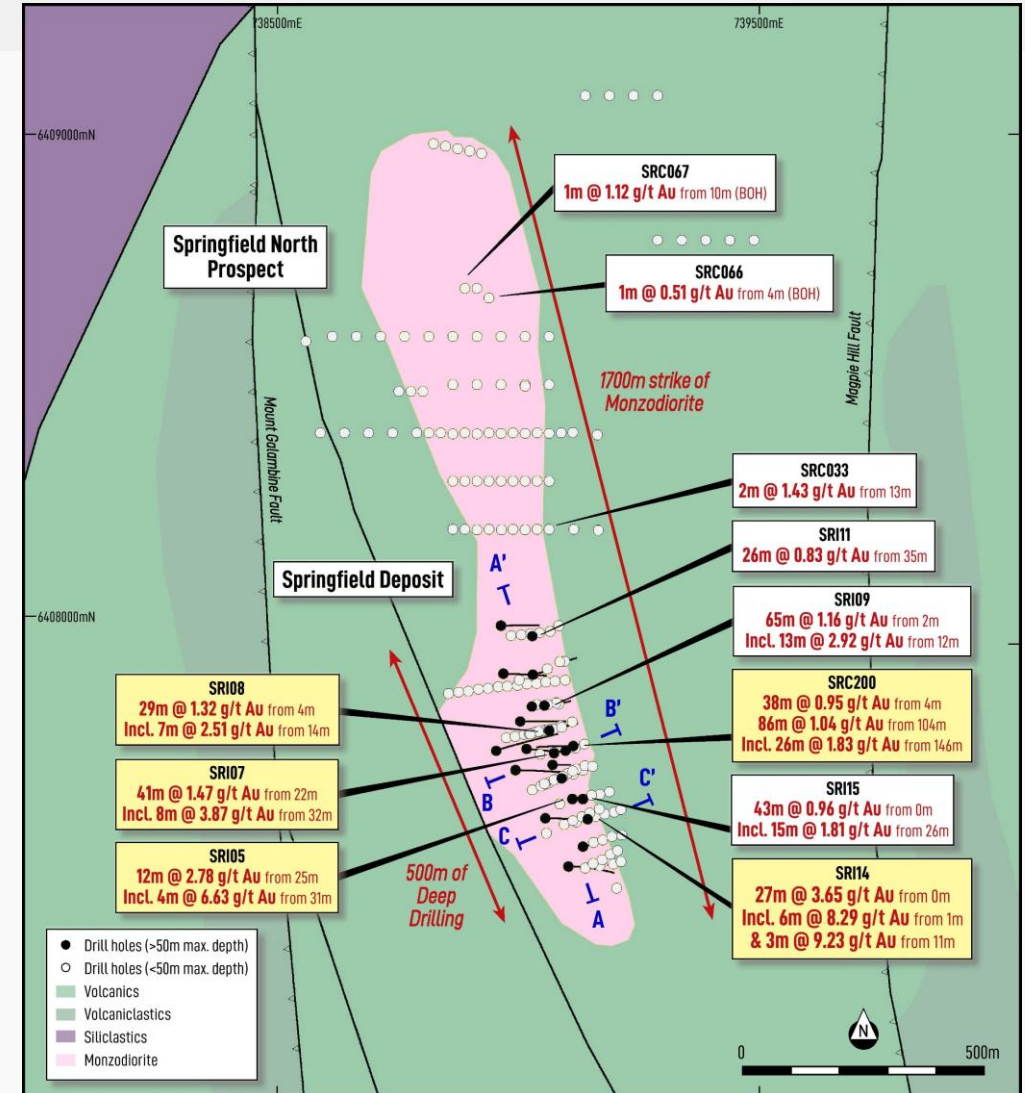 738500mE
739500mE
6409000mN
SRC067
1m @ 1.12 g/t Au from 10m (BOH)
Springfield North
Prospect
SRC066
1m @ 0.51 g/t Au from 4m (BOH)
1700m strike of
Monzodiorite
Magpie Hill Fault
Mount Galambine Fault
SRC033
2m @ 1.43 g/t Au from 13m
SRI11
26m @ 0.83 g/t Au from 35m
A'
Springfield Deposit
6408000mN
SRI09
65m @ 1.16 g/t Au from 2m
Incl. 13m @ 2.92 g/t Au from 12m
SRI08
29m @ 1.32 g/t Au from 4m
Incl. 7m @ 2.51 g/t Au from 14m
SRC200
38m @ 0.95 g/t Au from 4m
86m @ 1.04 g/t Au from 104m
Incl. 26m @ 1.83 g/t Au from 146m
B'
SRI07
41m @ 1.47 g/t Au from 22m
Incl. 8m @ 3.87 g/t Au from 32m
B
C'
SRI15
43m @ 0.96 g/t Au from 0m
Incl. 15m @ 1.81 g/t Au from 26m
C
SRI05
12m @ 2.78 g/t Au from 25m
Incl. 4m @ 6.63 g/t Au from 31m
500m of
Deep
Drilling
SRI14
27m @ 3.65 g/t Au from 0m
Incl. 6m @ 8.29 g/t Au from 1m
& 3m @ 9.23 g/t Au from 11m
A
Drill holes (>50m max. depth)
Drill holes (<50m max. depth)
Volcanics
Volcaniclastics
Siliclastics
Monzodiorite
N
0
500m